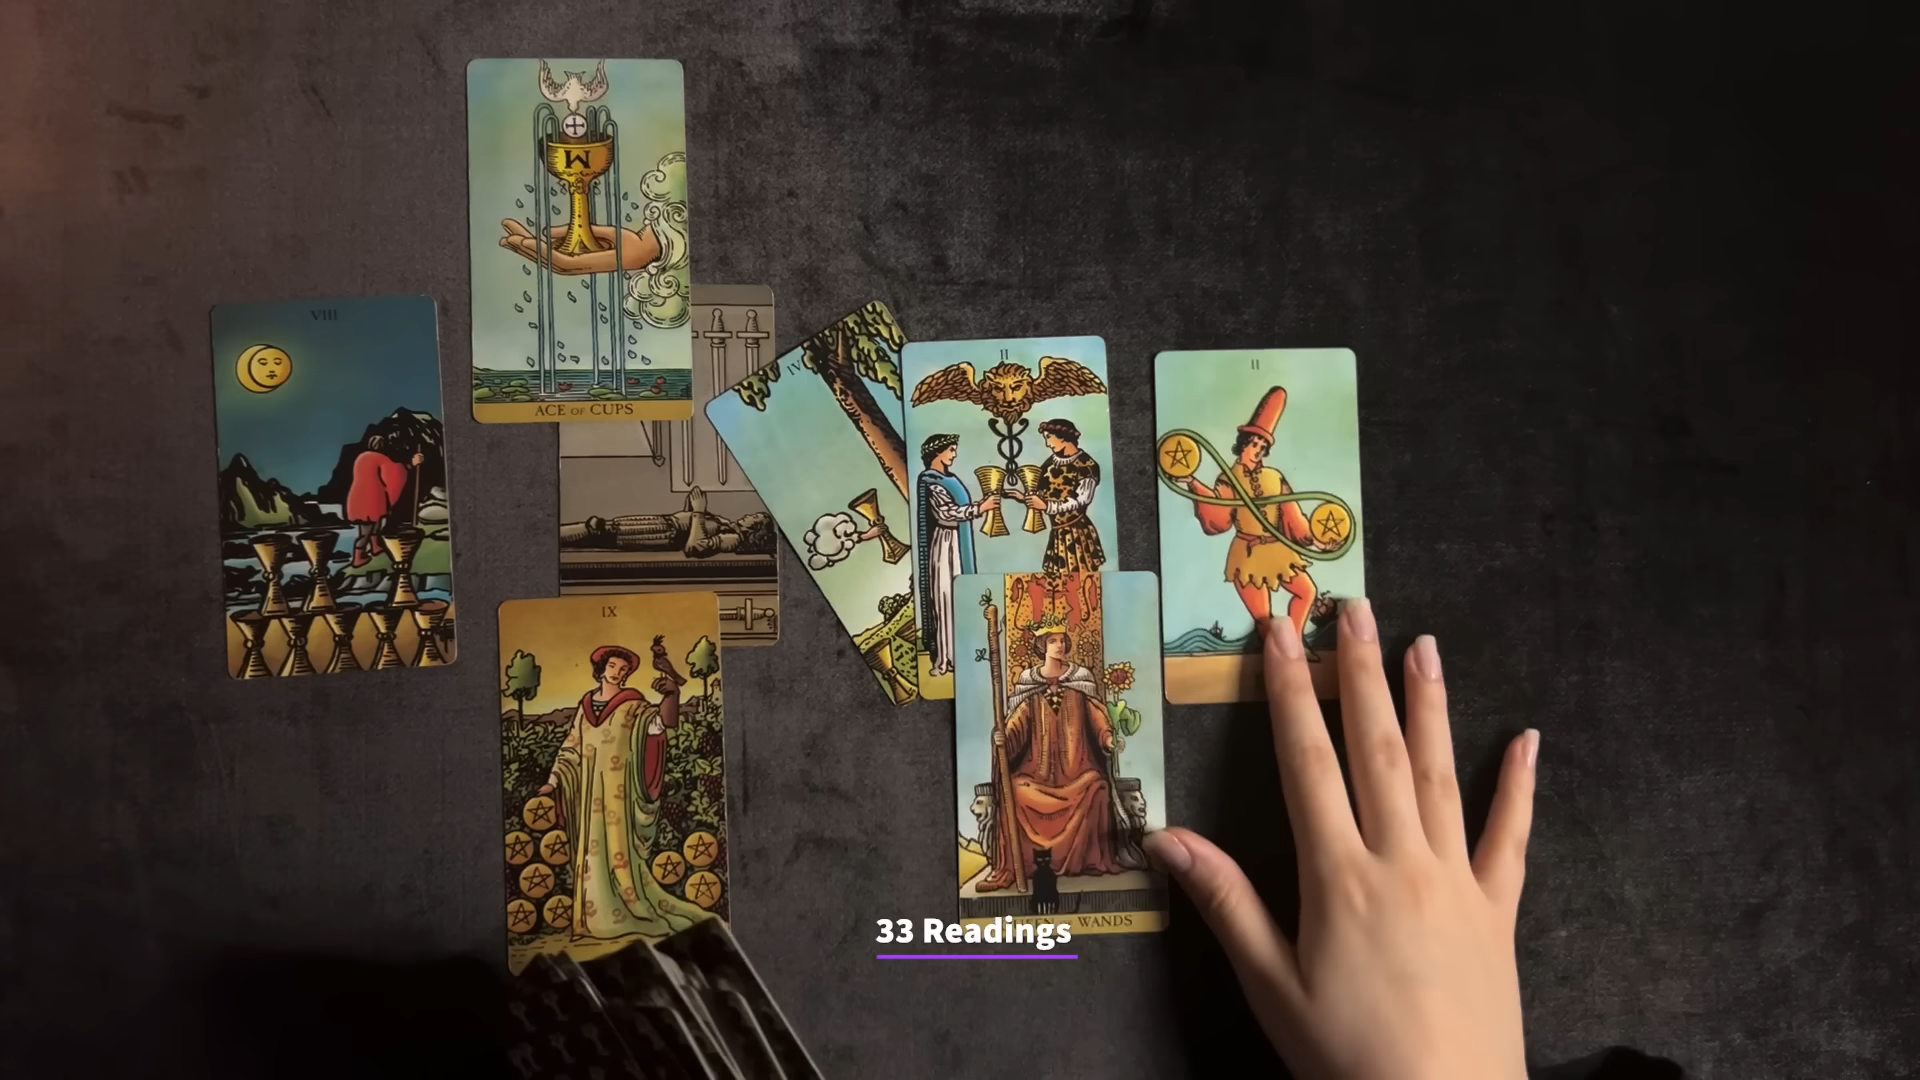 ACE OF CUPS
VIII
IV
II
II
IX
WANDS
33 Readings